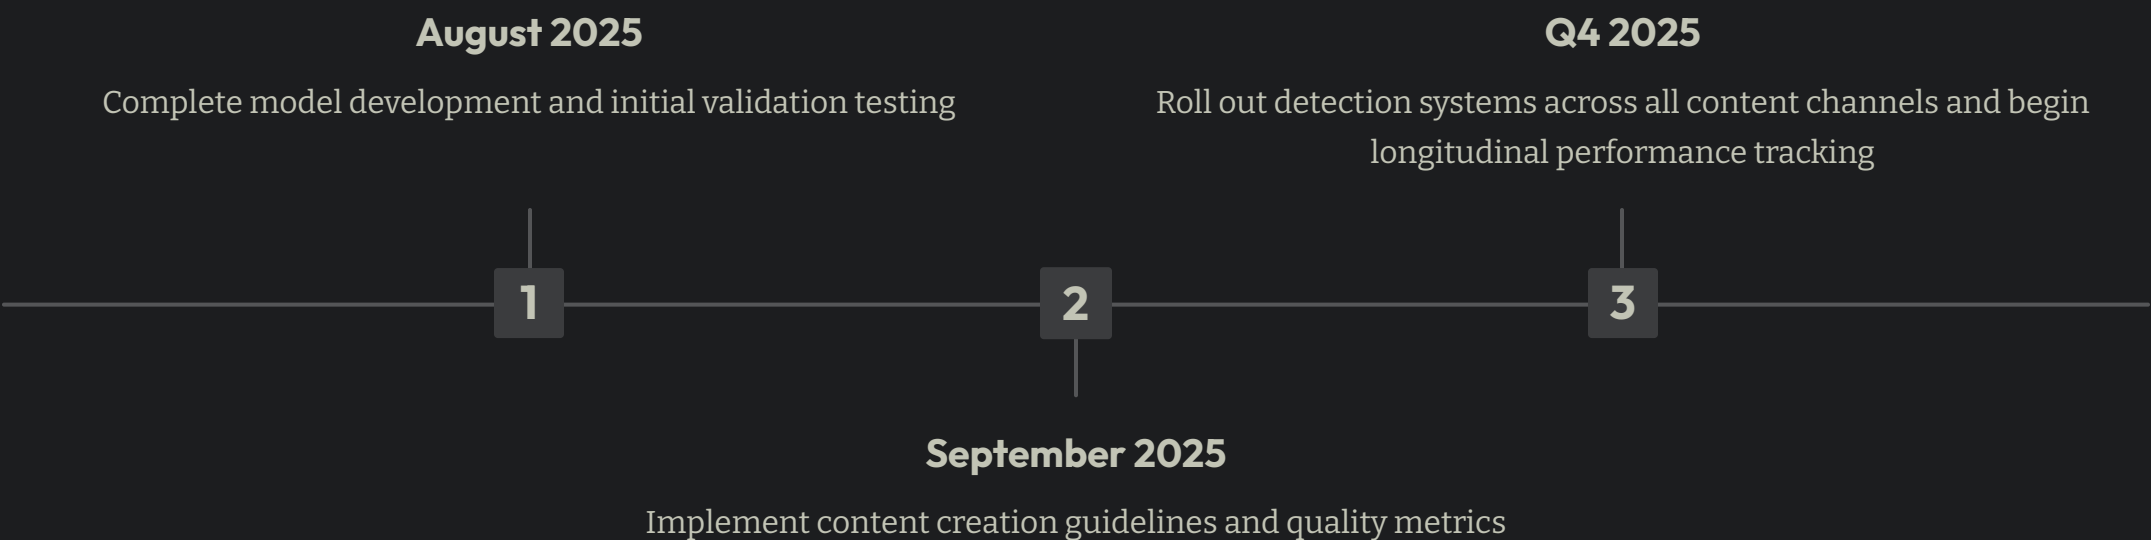 August 2025
Complete model development and initial validation testing
Q4 2025
Roll out detection systems across all content channels and begin
longitudinal performance tracking
1
2
3
September 2025
Implement content creation guidelines and quality metrics